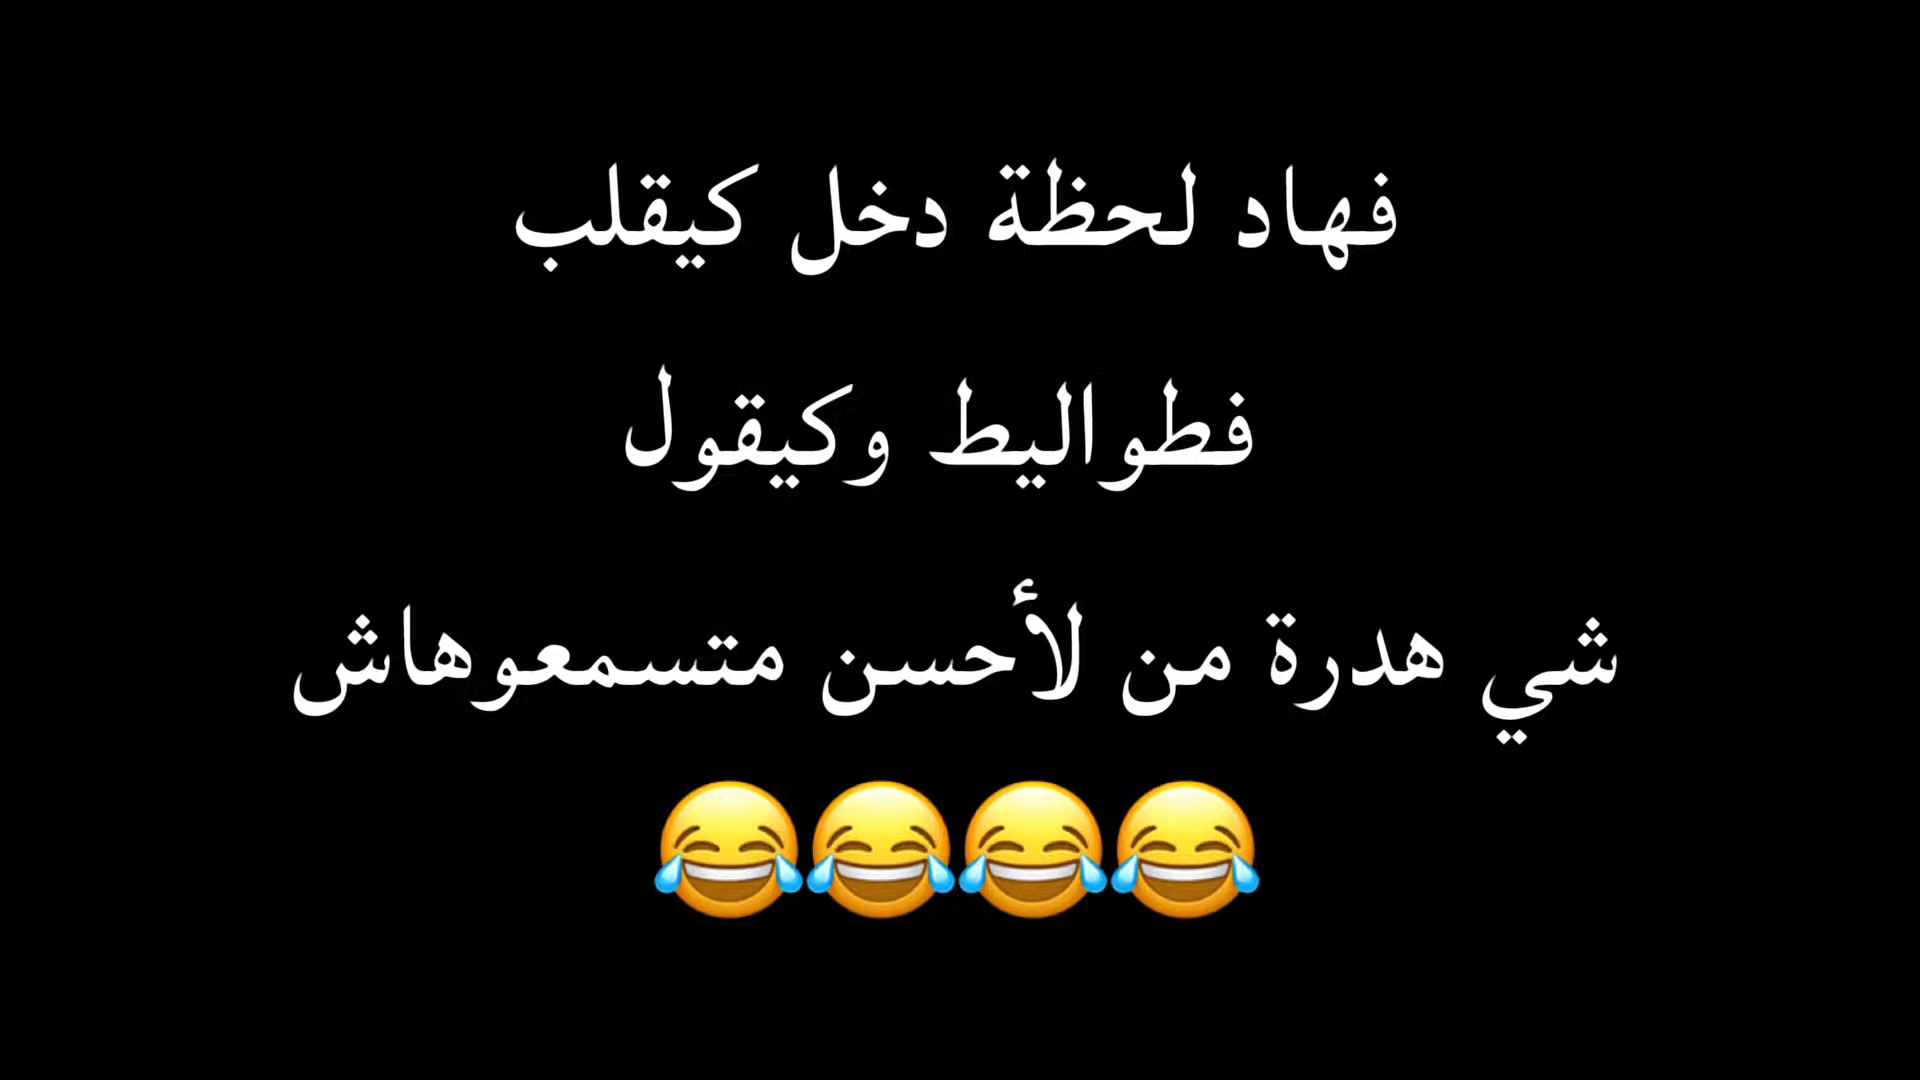 فهاد لحظة دخل كيقلب
فطواليط وكيقول
شي هدرة من لأحسن متسمعوهاش
😂😂😂😂